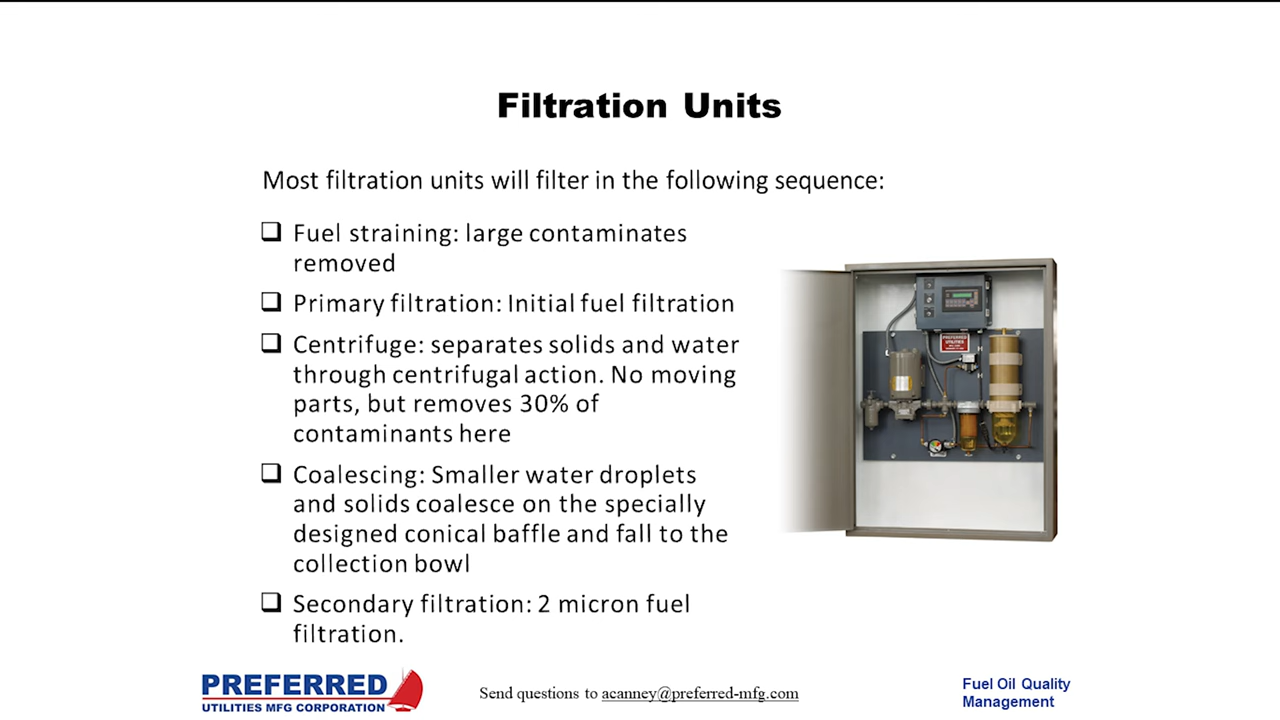 Filtration Units
Most filtration units will filter in the following sequence:
Fuel straining: large contaminates
removed
Primary filtration: Initial fuel filtration
Centrifuge: separates solids and water
through centrifugal action. No moving
parts, but removes 30% of
contaminants here
Coalescing: Smaller water droplets
and solids coalesce on the specially
designed conical baffle and fall to the
collection bowl
Secondary filtration: 2 micron fuel
filtration.
PREFERRED
UTILITIES
PREFERRED
UTILITIES MFG CORPORATION
Send questions to acanney@preferred-mfg.com
Fuel Oil Quality
Management